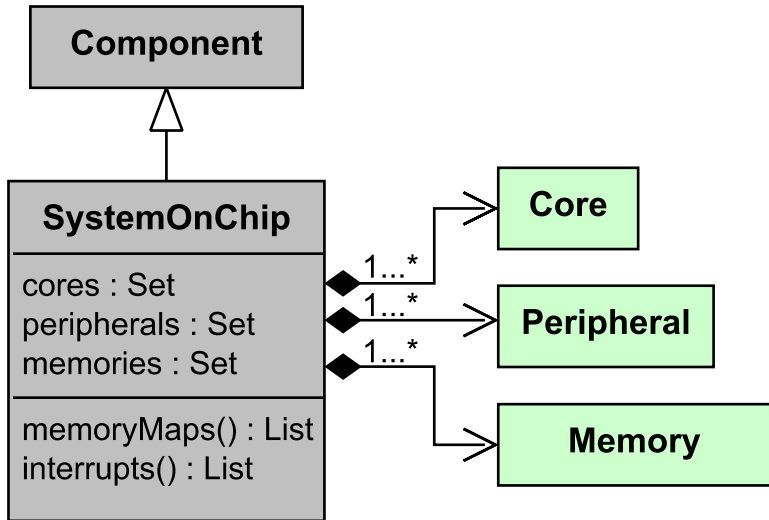 Component
SystemOnChip
cores : Set
peripherals : Set
memories : Set
memoryMaps() : List
interrupts() : List
1...*
1...*
1...*
Core
Peripheral
Memory